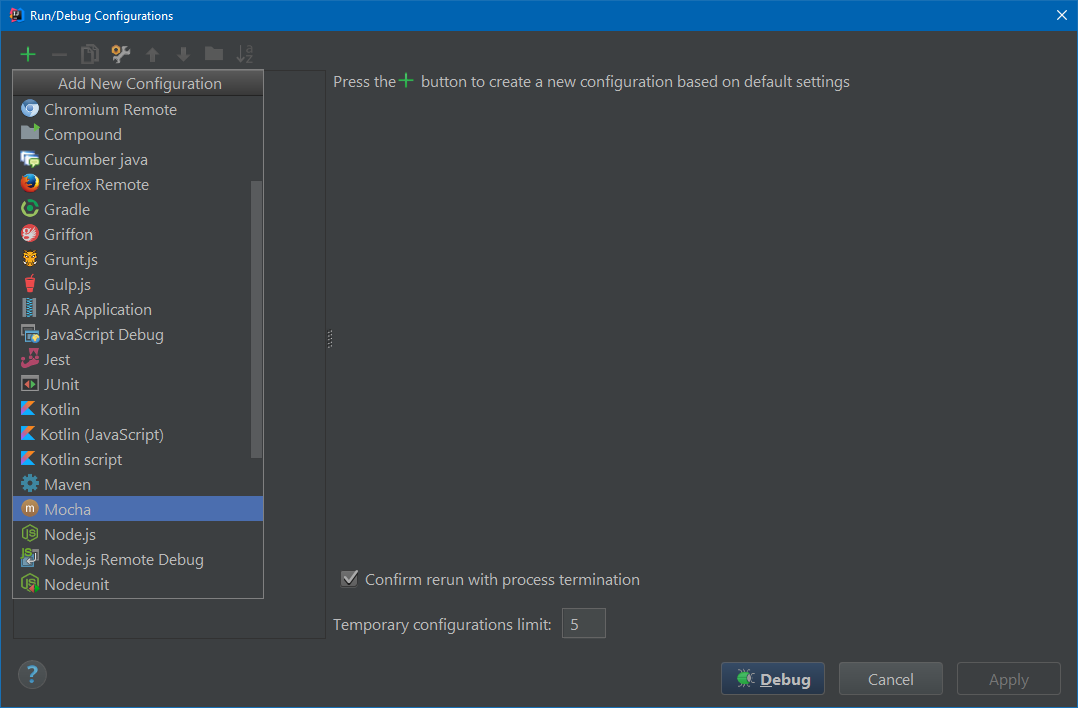 Run/Debug Configurations
Add New Configuration
Press the + button to create a new configuration based on default settings
Chromium Remote
Compound
Cucumber java
Firefox Remote
Gradle
Griffon
Grunt.js
Gulp.js
JAR Application
JavaScript Debug
Jest
JUnit
Kotlin
Kotlin (JavaScript)
Kotlin script
Maven
m Mocha
Node.js
Node.js Remote Debug
Nodeunit
Confirm rerun with process termination
Temporary configurations limit: 5
? Debug Cancel Apply